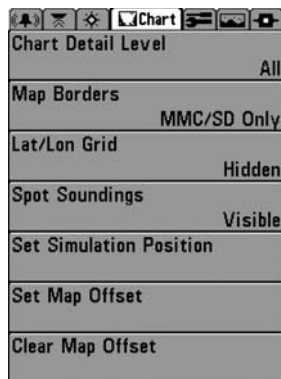 Chart
Chart Detail Level
All
Map Borders
MMC/SD Only
Lat/Lon Grid
Hidden
Spot Soundings
Visible
Set Simulation Position
Set Map Offset
Clear Map Offset